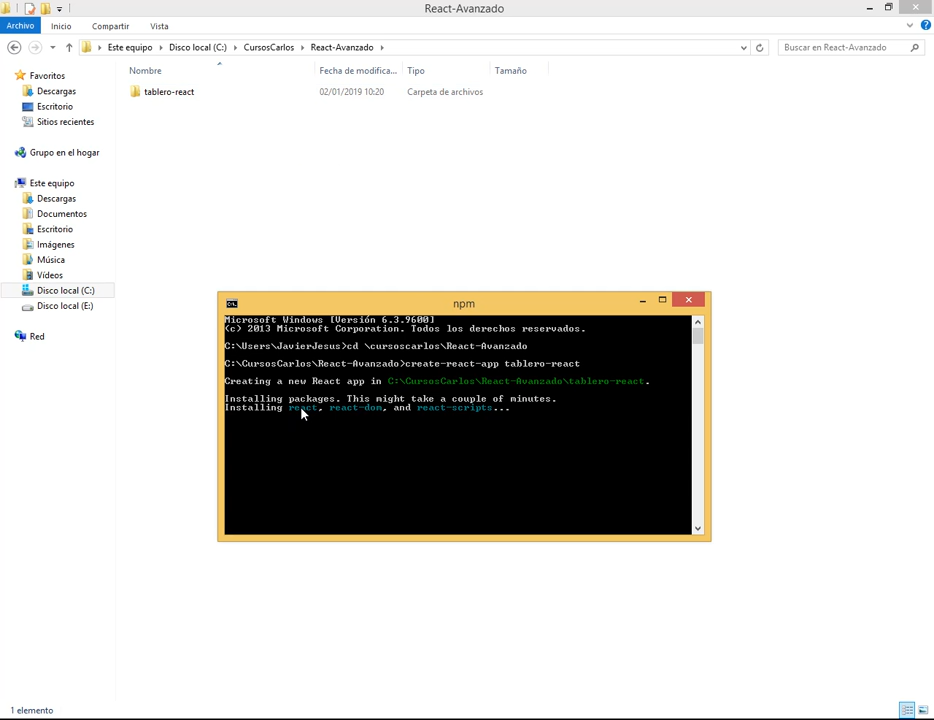 React-Avanzado
Archivo Inicio Compartir Vista
Este equipo Disco local (C:) CursosCarlos React-Avanzado Buscar en React-Avanzado
Nombre Fecha de modifica... Tipo Tamaño
tablero-react 02/01/2019 10:20 Carpeta de archivos
Favoritos
Descargas
Escritorio
Sitios recientes
Grupo en el hogar
Este equipo
Descargas
Documentos
Escritorio
Imágenes
Música
Vídeos
Disco local (C:)
Disco local (E:)
Red
npm
Microsoft Windows [Versión 6.3.9600]
(c) 2013 Microsoft Corporation. Todos los derechos reservados.
C:\Users\JavierJesus>cd \cursoscarlos\React-Avanzado
C:\CursosCarlos\React-Avanzado>create-react-app tablero-react
Creating a new React app in C:\CursosCarlos\React-Avanzado\tablero-react.
Installing packages. This might take a couple of minutes.
Installing react, react-dom, and react-scripts...
1 elemento